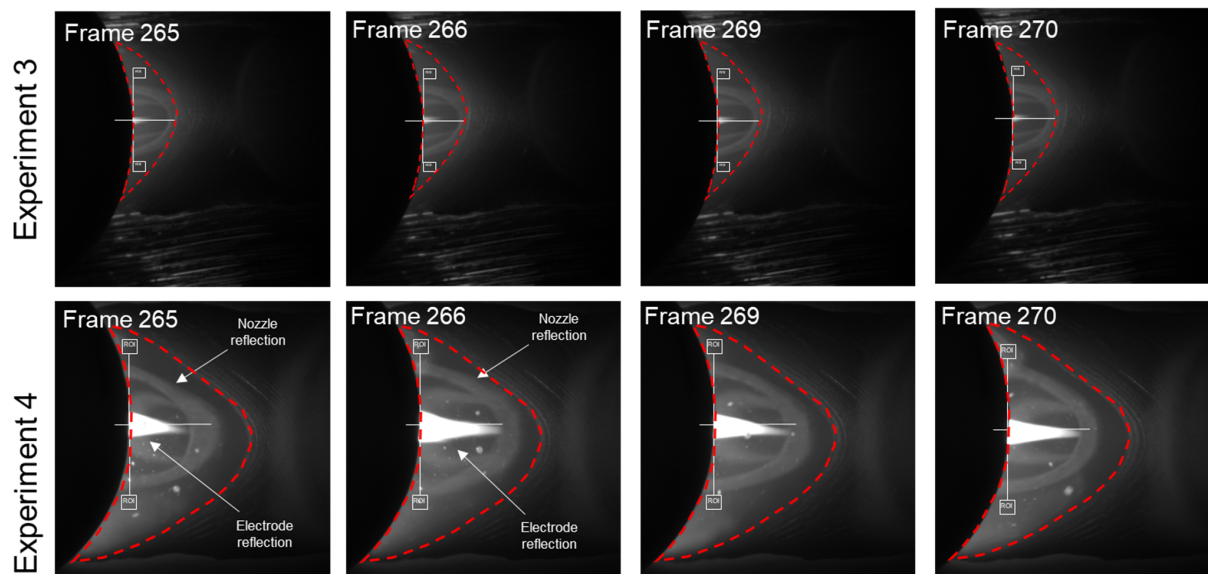 Experiment 3
Frame 265
Frame 266
Frame 269
Frame 270
Experiment 4
Frame 265
Nozzle
reflection
ROI
ROI
Electrode
reflection
Frame 266
Nozzle
reflection
ROI
ROI
Electrode
reflection
Frame 269
ROI
ROI
Frame 270
ROI
ROI